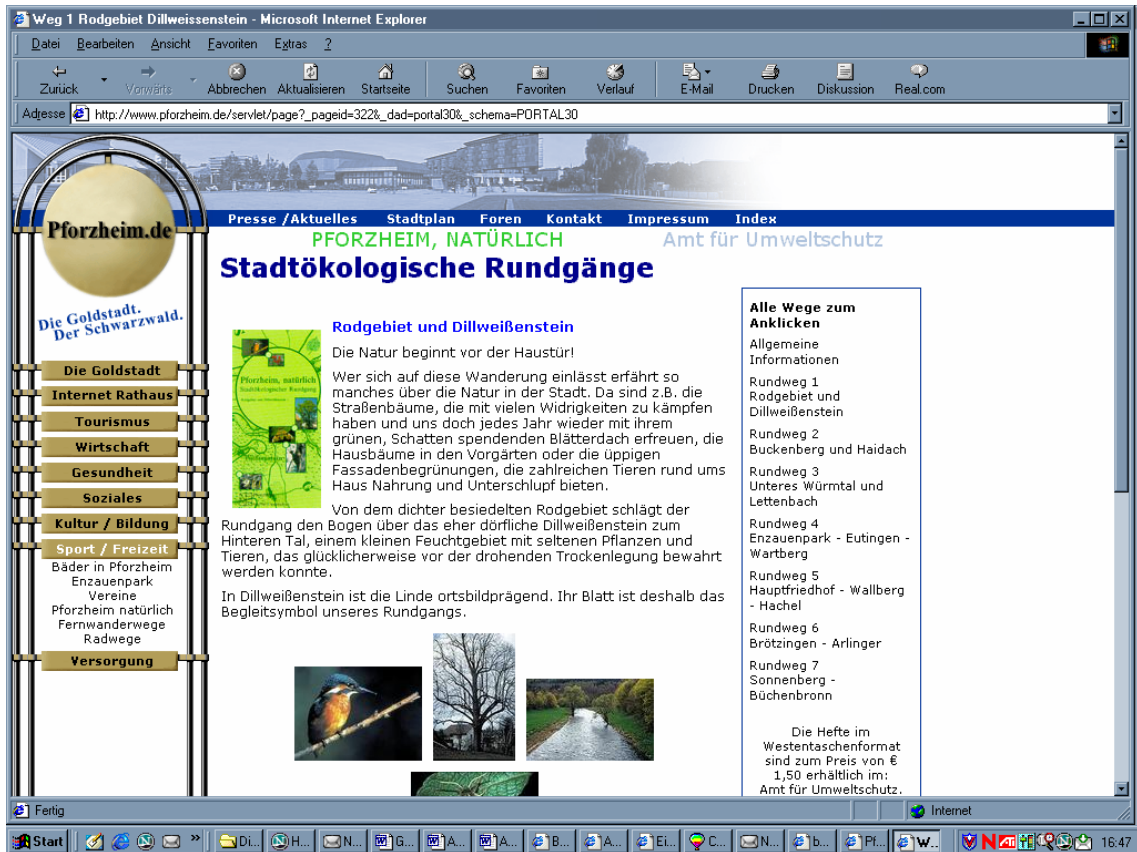 Weg 1 Rodgebiet Dillweissenstein - Microsoft Internet Explorer
Datei Bearbeiten Ansicht Favoriten Extras ?
Zurück Vorwärts Abbrechen Aktualisieren Startseite Suchen Favoriten Verlauf E-Mail Drucken Diskussion Real.com
Adresse http://www.pforzheim.de/servlet/page?_pageid=322&_dad=portal30&_schema=PORTAL30
Pforzheim.de
Die Goldstadt.
Der Schwarzwald.
Die Goldstadt
Internet Rathaus
Tourismus
Wirtschaft
Gesundheit
Soziales
Kultur / Bildung
Sport / Freizeit
Bäder in Pforzheim
Enzauenpark
Vereine
Pforzheim natürlich
Fernwanderwege
Radwege
Versorgung
Presse /Aktuelles Stadtplan Foren Kontakt Impressum Index
PFORZHEIM, NATÜRLICH Amt für Umweltschutz
Stadtökologische Rundgänge
Pforzheim, natürlich
Stadtökologischer Rundgang
Rodgebiet und Dillweißenstein
Die Natur beginnt vor der Haustür!
Wer sich auf diese Wanderung einlässt erfährt so
manches über die Natur in der Stadt. Da sind z.B. die
Straßenbäume, die mit vielen Widrigkeiten zu kämpfen
haben und uns doch jedes Jahr wieder mit ihrem
grünen, Schatten spendenden Blätterdach erfreuen, die
Hausbäume in den Vorgärten oder die üppigen
Fassadenbegrünungen, die zahlreichen Tieren rund ums
Haus Nahrung und Unterschlupf bieten.
Von dem dichter besiedelten Rodgebiet schlägt der
Rundgang den Bogen über das eher dörfliche Dillweißenstein zum
Hinteren Tal, einem kleinen Feuchtgebiet mit seltenen Pflanzen und
Tieren, das glücklicherweise vor der drohenden Trockenlegung bewahrt
werden konnte.
In Dillweißenstein ist die Linde ortsbildprägend. Ihr Blatt ist deshalb das
Begleitsymbol unseres Rundgangs.
Alle Wege zum
Anklicken
Allgemeine
Informationen
Rundweg 1
Rodgebiet und
Dillweißenstein
Rundweg 2
Buckenberg und Haidach
Rundweg 3
Unteres Würmtal und
Lettenbach
Rundweg 4
Enzauenpark - Eutingen -
Wartberg
Rundweg 5
Hauptfriedhof - Wallberg
- Hachel
Rundweg 6
Brötzingen - Arlinger
Rundweg 7
Sonnenberg -
Büchenbronn
Die Hefte im
Westentaschenformat
sind zum Preis von €
1,50 erhältlich im:
Amt für Umweltschutz.
Fertig Internet
Start » Di... H... N... G... A... A... B... A... Ei... C... N... b... Pf... W... 16:47